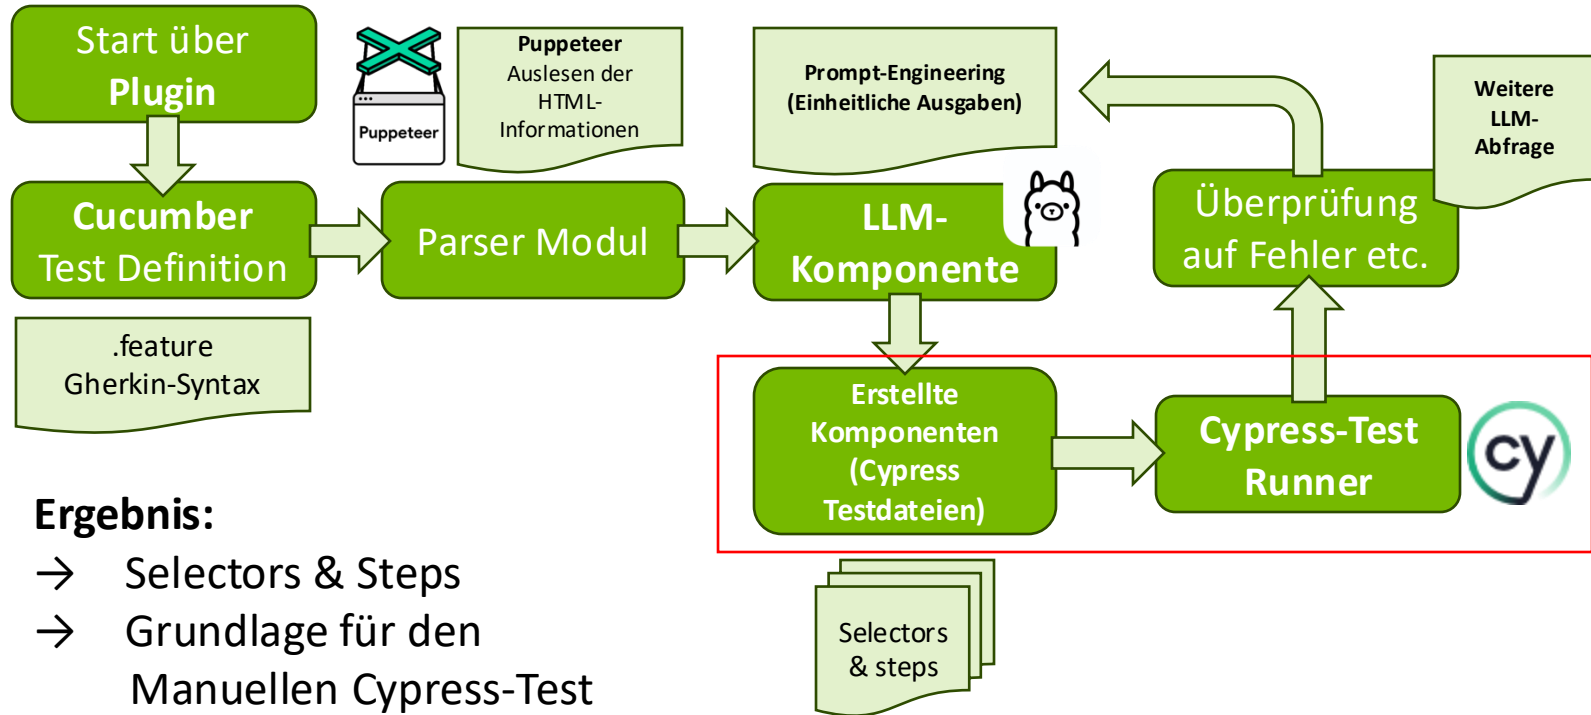 Start über
Plugin
Puppeteer
Puppeteer
Auslesen der
HTML-
Informationen
Prompt-Engineering
(Einheitliche Ausgaben)
Weitere
LLM-
Abfrage
Cucumber
Test Definition
Parser Modul
LLM-
Komponente
Überprüfung
auf Fehler etc.
.feature
Gherkin-Syntax
Erstellte
Komponenten
(Cypress
Testdateien)
Cypress-Test
Runner
cy
Ergebnis:
→ Selectors & Steps
→ Grundlage für den
Manuellen Cypress-Test
Selectors
& steps